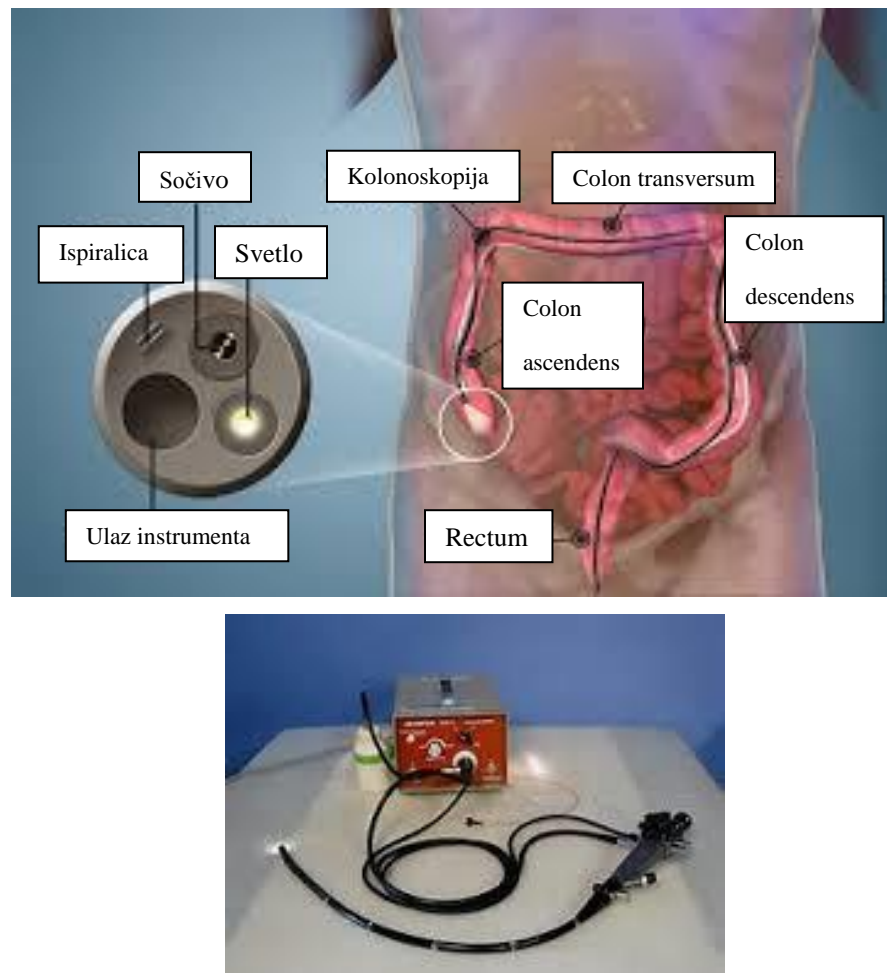 Sočivo
Kolonoskopija
Colon transversum
Ispiralica
Svetlo
Colon
descendens
Colon
ascendens
Ulaz instrumenta
Rectum